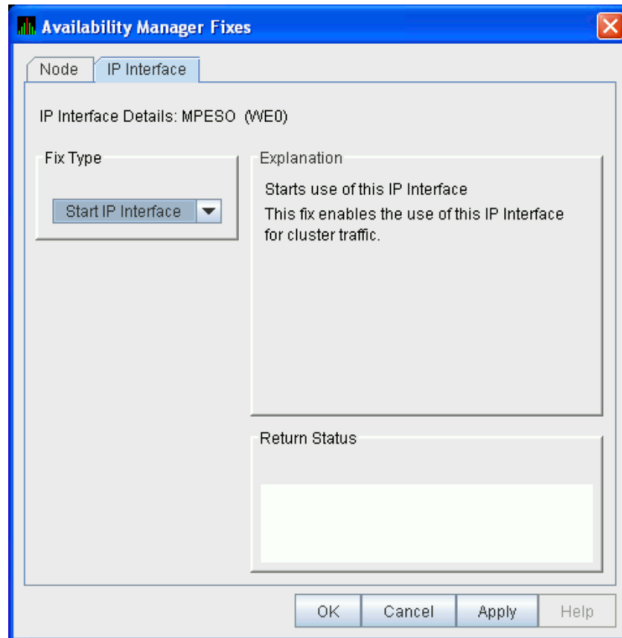 Availability Manager Fixes
Node
IP Interface
IP Interface Details: MPESO (WE0)
Fix Type
Start IP Interface
Explanation
Starts use of this IP Interface
This fix enables the use of this IP Interface
for cluster traffic.
Return Status
OK
Cancel
Apply
Help